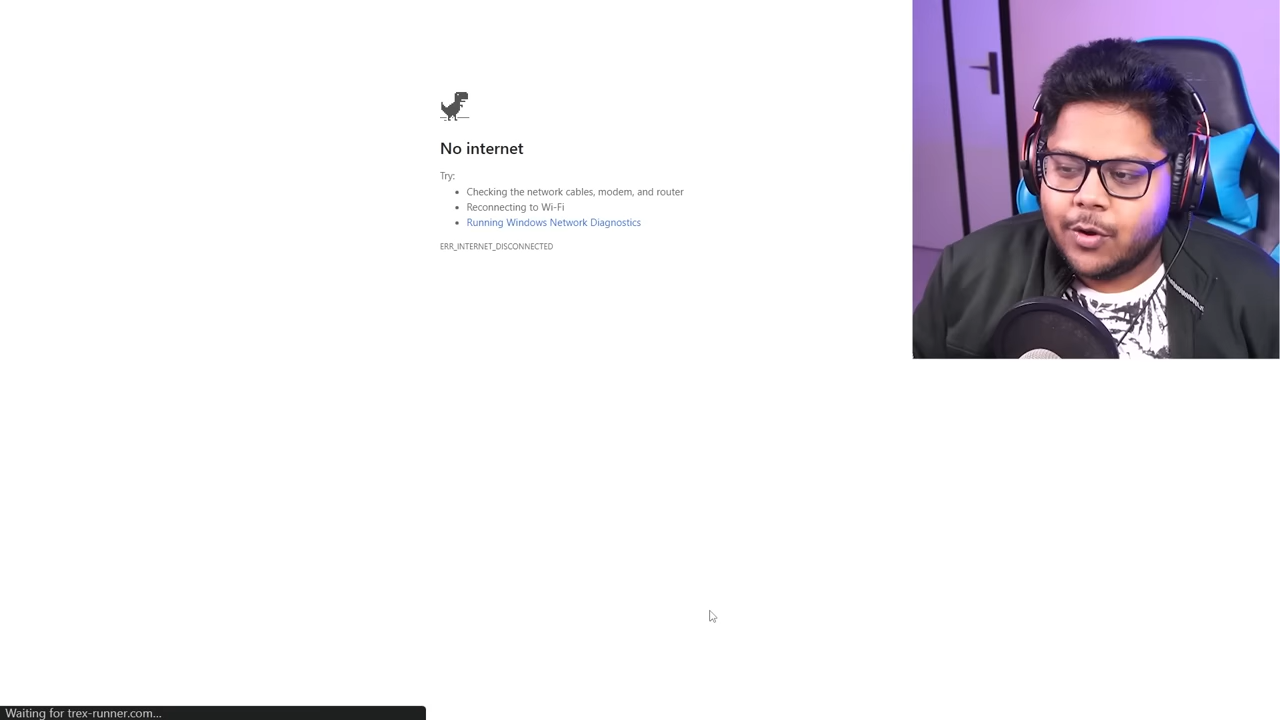 No internet
Try:
Checking the network cables, modem, and router
Reconnecting to Wi-Fi
Running Windows Network Diagnostics
ERR_INTERNET_DISCONNECTED
Waiting for trex-runner.com...